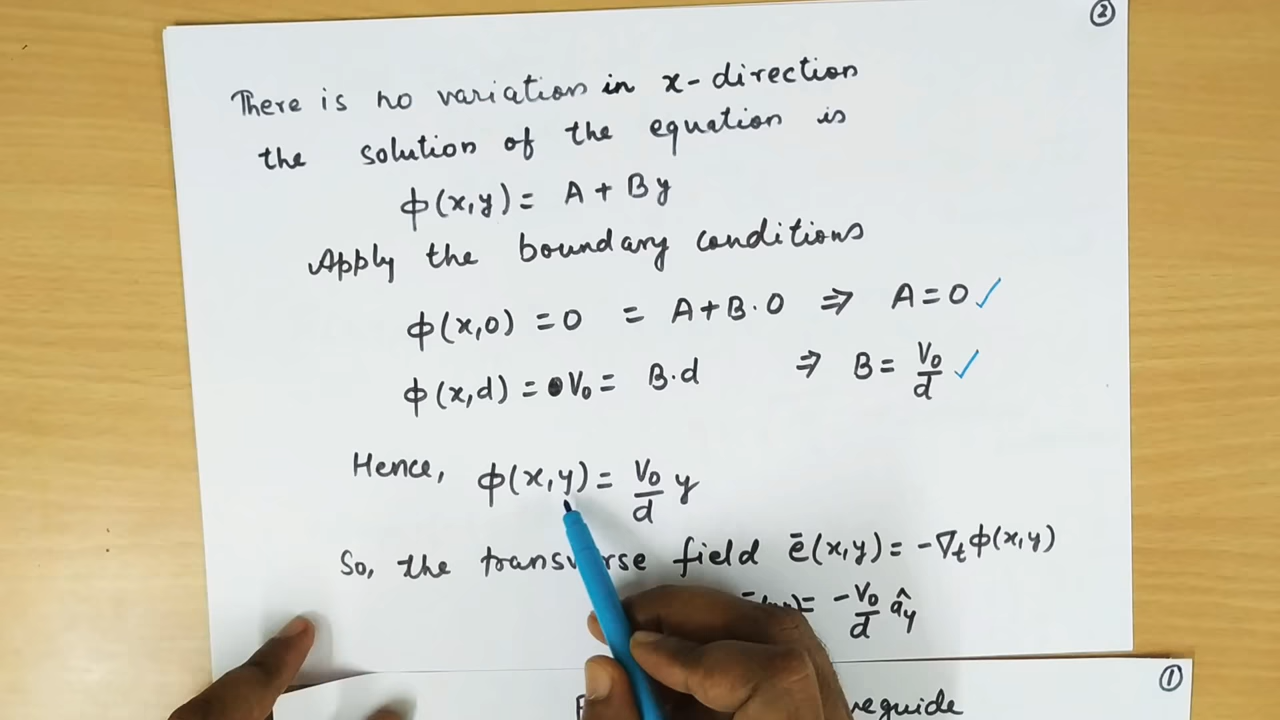 ②
There is no variation in x-direction
the solution of the equation is
ϕ(x,y) = A + By
Apply the boundary conditions
ϕ(x,0) = 0 = A+B·0 ⇒ A=0 ✓
ϕ(x,d) = V₀ = B·d ⇒ B = V₀/d ✓
Hence, ϕ(x,y) = V₀/d y
So, the transverse field ē(x,y) = -∇ₜϕ(x,y)
= -V₀/d â_y
①